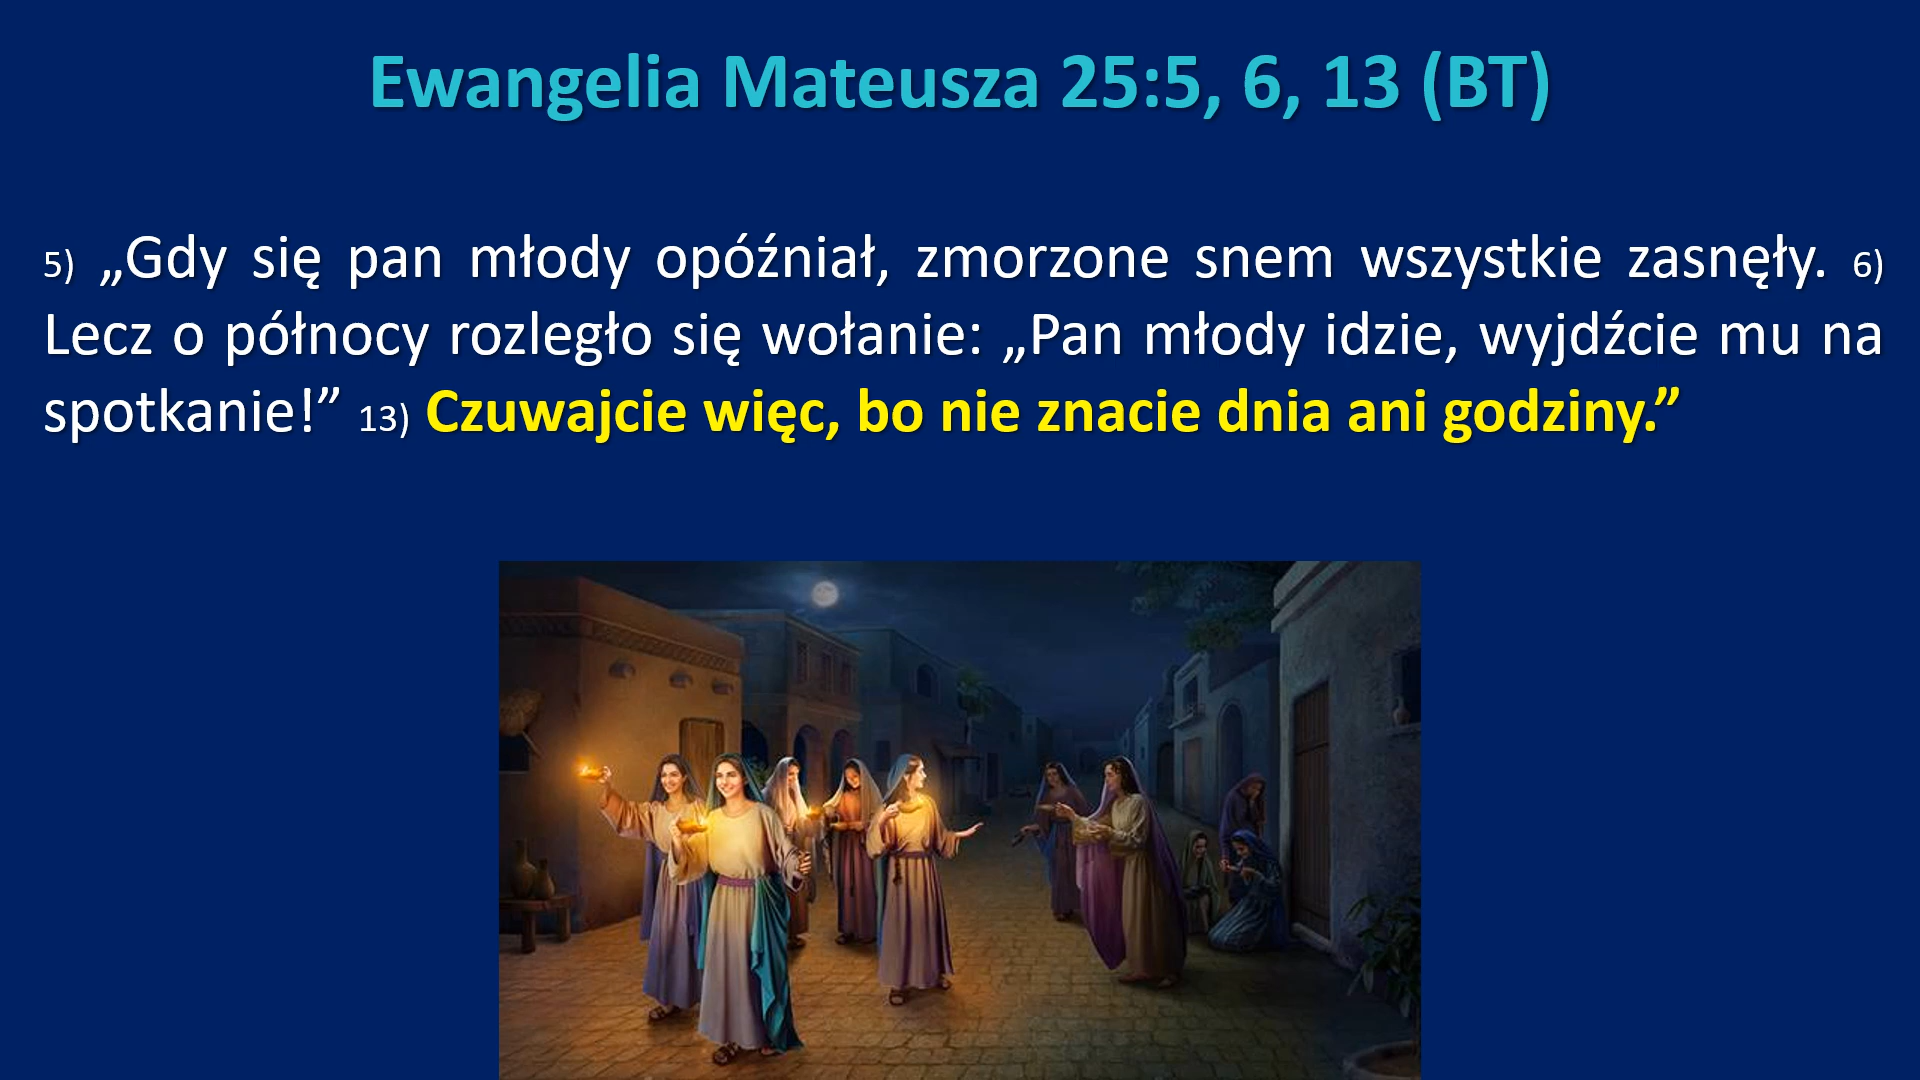 Ewangelia Mateusza 25:5, 6, 13 (BT)
5) „Gdy się pan młody opóźniał, zmorzone snem wszystkie zasnęły. 6)
Lecz o północy rozległo się wołanie: „Pan młody idzie, wyjdźcie mu na
spotkanie!” 13) Czuwajcie więc, bo nie znacie dnia ani godziny.”